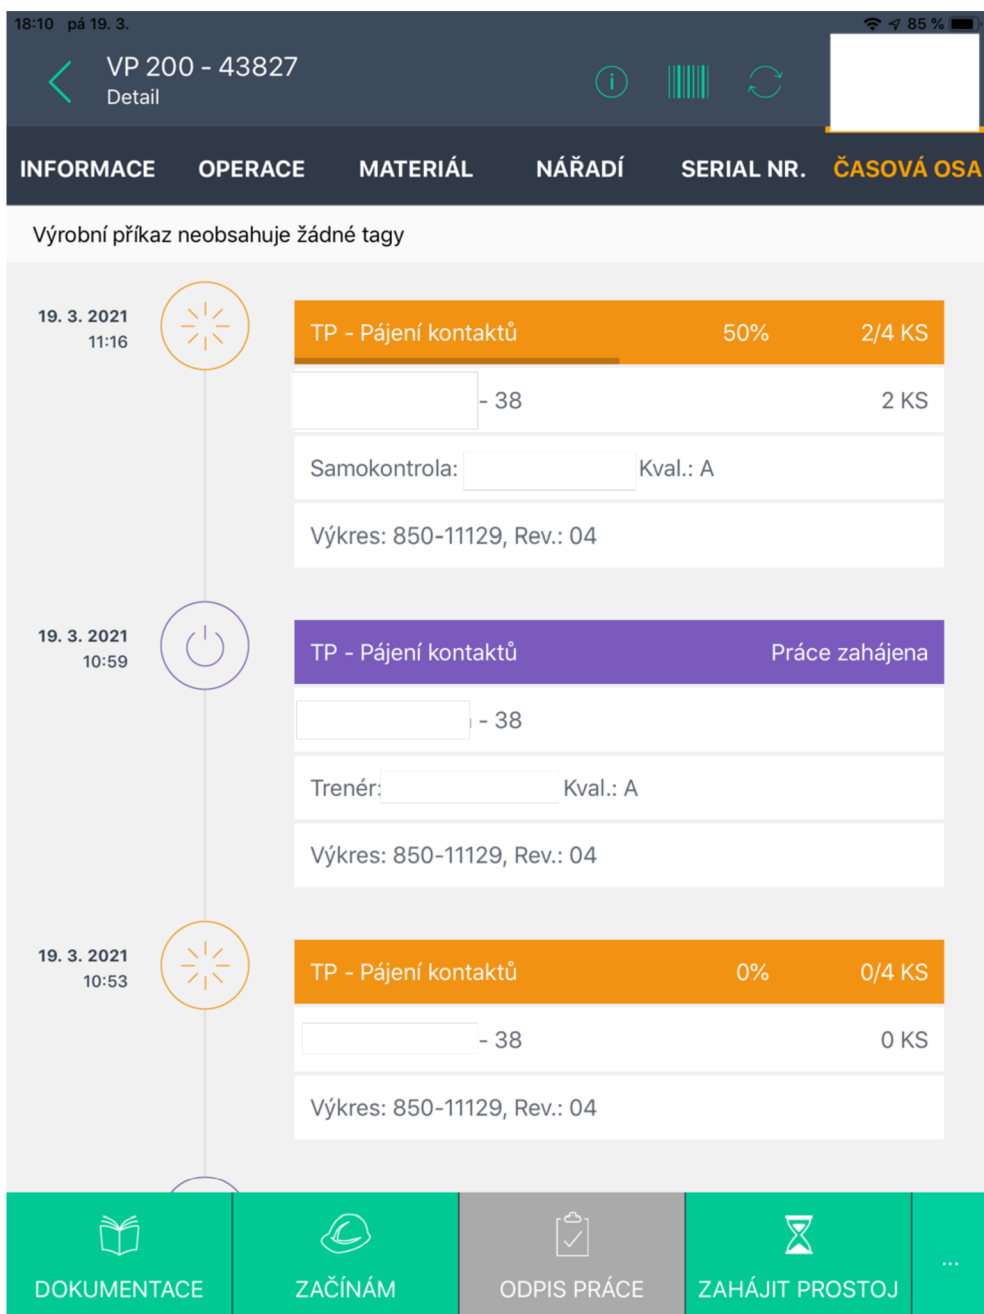 18:10 pá 19. 3.
85 %
VP 200 - 43827
Detail
INFORMACE OPERACE MATERIÁL NÁŘADÍ SERIAL NR. ČASOVÁ OSA
Výrobní příkaz neobsahuje žádné tagy
19. 3. 2021
11:16
TP - Pájení kontaktů 50% 2/4 KS
- 38 2 KS
Samokontrola: Kval.: A
Výkres: 850-11129, Rev.: 04
19. 3. 2021
10:59
TP - Pájení kontaktů Práce zahájena
- 38
Trenér: Kval.: A
Výkres: 850-11129, Rev.: 04
19. 3. 2021
10:53
TP - Pájení kontaktů 0% 0/4 KS
- 38 0 KS
Výkres: 850-11129, Rev.: 04
DOKUMENTACE ZAČÍNÁM ODPIS PRÁCE ZAHÁJIT PROSTOJ ...